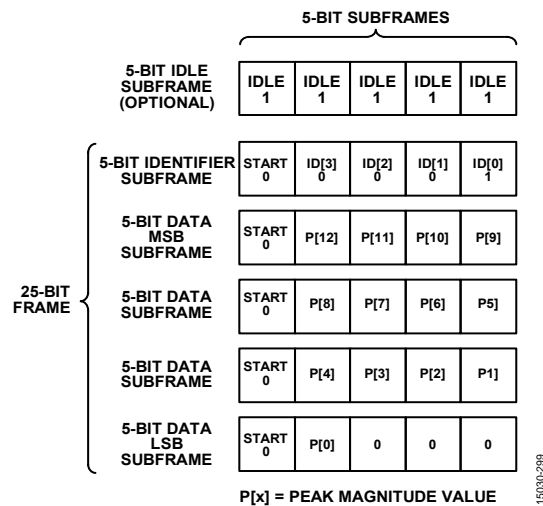 5-BIT SUBFRAMES
5-BIT IDLE
SUBFRAME
(OPTIONAL)
IDLE IDLE IDLE IDLE IDLE
1 1 1 1 1
25-BIT
FRAME
5-BIT IDENTIFIER
SUBFRAME
START ID[3] ID[2] ID[1] ID[0]
0 0 0 0 1
5-BIT DATA
MSB
SUBFRAME
START P[12] P[11] P[10] P[9]
0
5-BIT DATA
SUBFRAME
START P[8] P[7] P[6] P5]
0
5-BIT DATA
SUBFRAME
START P[4] P[3] P[2] P1]
0
5-BIT DATA
LSB
SUBFRAME
START P[0] 0 0 0
0
P[x] = PEAK MAGNITUDE VALUE
15030-299